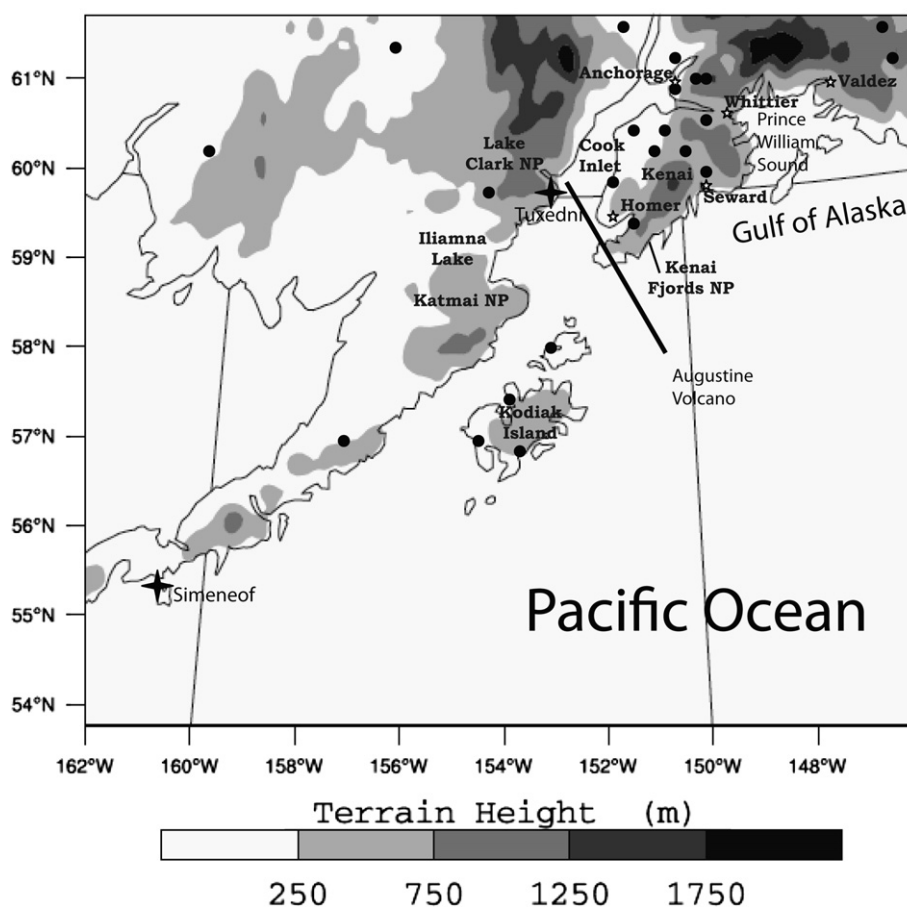 61°N
60°N
59°N
58°N
57°N
56°N
55°N
54°N
Anchorage
Valdez
Whittier
Prince
William
Sound
Lake
Clark NP
Cook
Inlet
Kenai
Seward
Tuxedni
Homer
Gulf of Alaska
Iliamna
Lake
Kenai
Fjords NP
Katmai NP
Augustine
Volcano
Kodiak
Island
Simeneof
Pacific Ocean
162°W 160°W 158°W 156°W 154°W 152°W 150°W 148°W
Terrain Height (m)
250 750 1250 1750